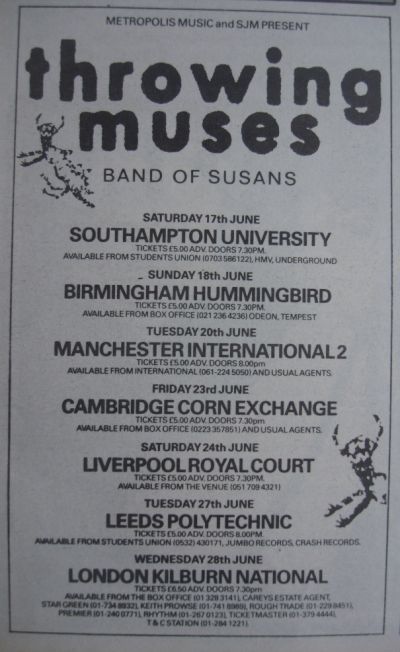 METROPOLIS MUSIC and SJM PRESENT
throwing
muses
BAND OF SUSANS
SATURDAY 17th JUNE
SOUTHAMPTON UNIVERSITY
TICKETS £5.00 ADV. DOORS 7.30PM.
AVAILABLE FROM STUDENTS UNION (0703 586122), HMV, UNDERGROUND
SUNDAY 18th JUNE
BIRMINGHAM HUMMINGBIRD
TICKETS £5.00 ADV. DOORS 7.30PM.
AVAILABLE FROM BOX OFFICE (021 236 4236) ODEON, TEMPEST
TUESDAY 20th JUNE
MANCHESTER INTERNATIONAL 2
TICKETS £5.00 ADV. DOORS 8.00pm
AVAILABLE FROM INTERNATIONAL (061-224 5050) AND USUAL AGENTS.
FRIDAY 23rd JUNE
CAMBRIDGE CORN EXCHANGE
TICKETS £5.00 ADV. DOORS 7.30pm
AVAILABLE FROM BOX OFFICE (0223 357851) AND USUAL AGENTS.
SATURDAY 24th JUNE
LIVERPOOL ROYAL COURT
TICKETS £5.00 ADV. DOORS 7.30PM.
AVAILABLE FROM THE VENUE (051 709 4321)
TUESDAY 27th JUNE
LEEDS POLYTECHNIC
TICKETS £5.00 ADV. DOORS 8.00PM.
AVAILABLE FROM STUDENTS UNION (0532) 430171, JUMBO RECORDS, CRASH RECORDS.
WEDNESDAY 28th JUNE
LONDON KILBURN NATIONAL
TICKETS £6.50 ADV. DOORS 7.30pm
AVAILABLE FROM THE BOX OFFICE (01 328 3141), CAREYS ESTATE AGENT,
STAR GREEN (01-734 8932), KEITH PROWSE (01-741 8989), ROUGH TRADE (01-229 8451),
PREMIER (01-240 0771), RHYTHM (01-267 0123), TICKETMASTER (01-379 4444),
T & C STATION (01-284 1221).